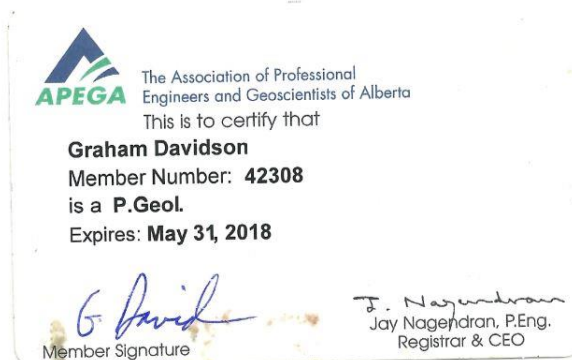 APEGA
The Association of Professional
Engineers and Geoscientists of Alberta
This is to certify that
Graham Davidson
Member Number: 42308
is a P.Geol.
Expires: May 31, 2018
G David
Member Signature
J. Nagendran
Jay Nagendran, P.Eng.
Registrar & CEO